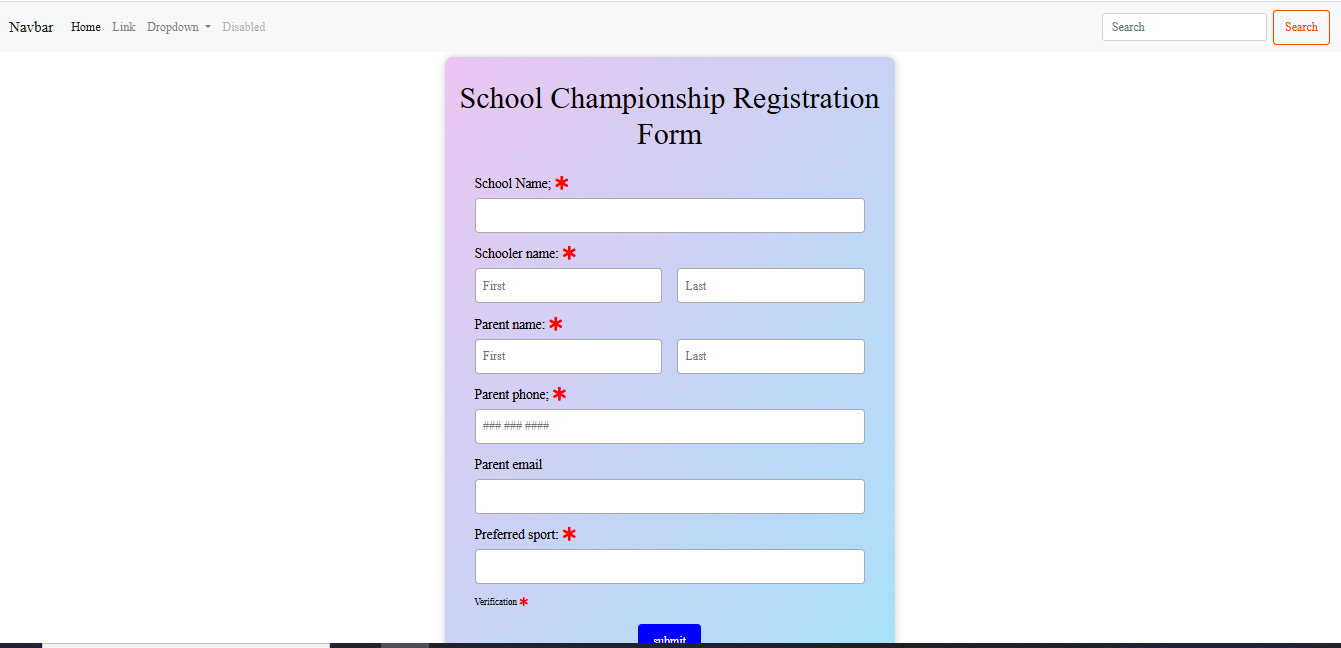 Navbar Home Link Dropdown Disabled Search Search
School Championship Registration
Form
School Name; *
Schooler name: *
First Last
Parent name: *
First Last
Parent phone; *
### ### ####
Parent email
Preferred sport: *
Verification *
submit